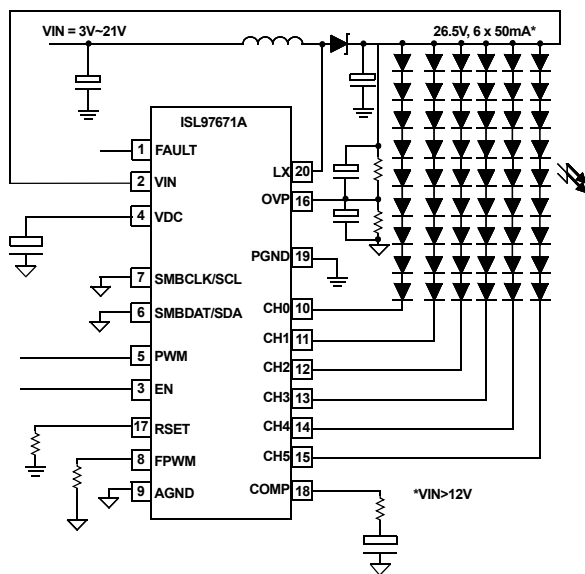 VIN = 3V~21V
26.5V, 6 x 50mA*
ISL97671A
1 FAULT
LX 20
2 VIN
OVP 16
4 VDC
PGND 19
7 SMBCLK/SCL
6 SMBDAT/SDA
CH0 10
CH1 11
5 PWM
CH2 12
3 EN
CH3 13
17 RSET
CH4 14
8 FPWM
CH5 15
9 AGND
COMP 18
*VIN>12V